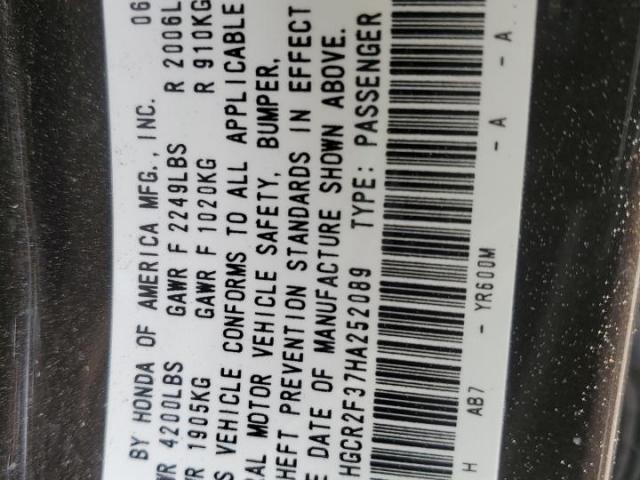 BY HONDA OF AMERICA MFG., INC. 06
WR 4200LBS GAWR F 2249LBS R 2006L
WR 1905KG GAWR F 1020KG R 910KG
S VEHICLE CONFORMS TO ALL APPLICABLE
RAL MOTOR VEHICLE SAFETY, BUMPER,
HEFT PREVENTION STANDARDS IN EFFECT
E DATE OF MANUFACTURE SHOWN ABOVE.
HGCR2F37HA252089 TYPE: PASSENGER
H AB7 - YR600M - A - A